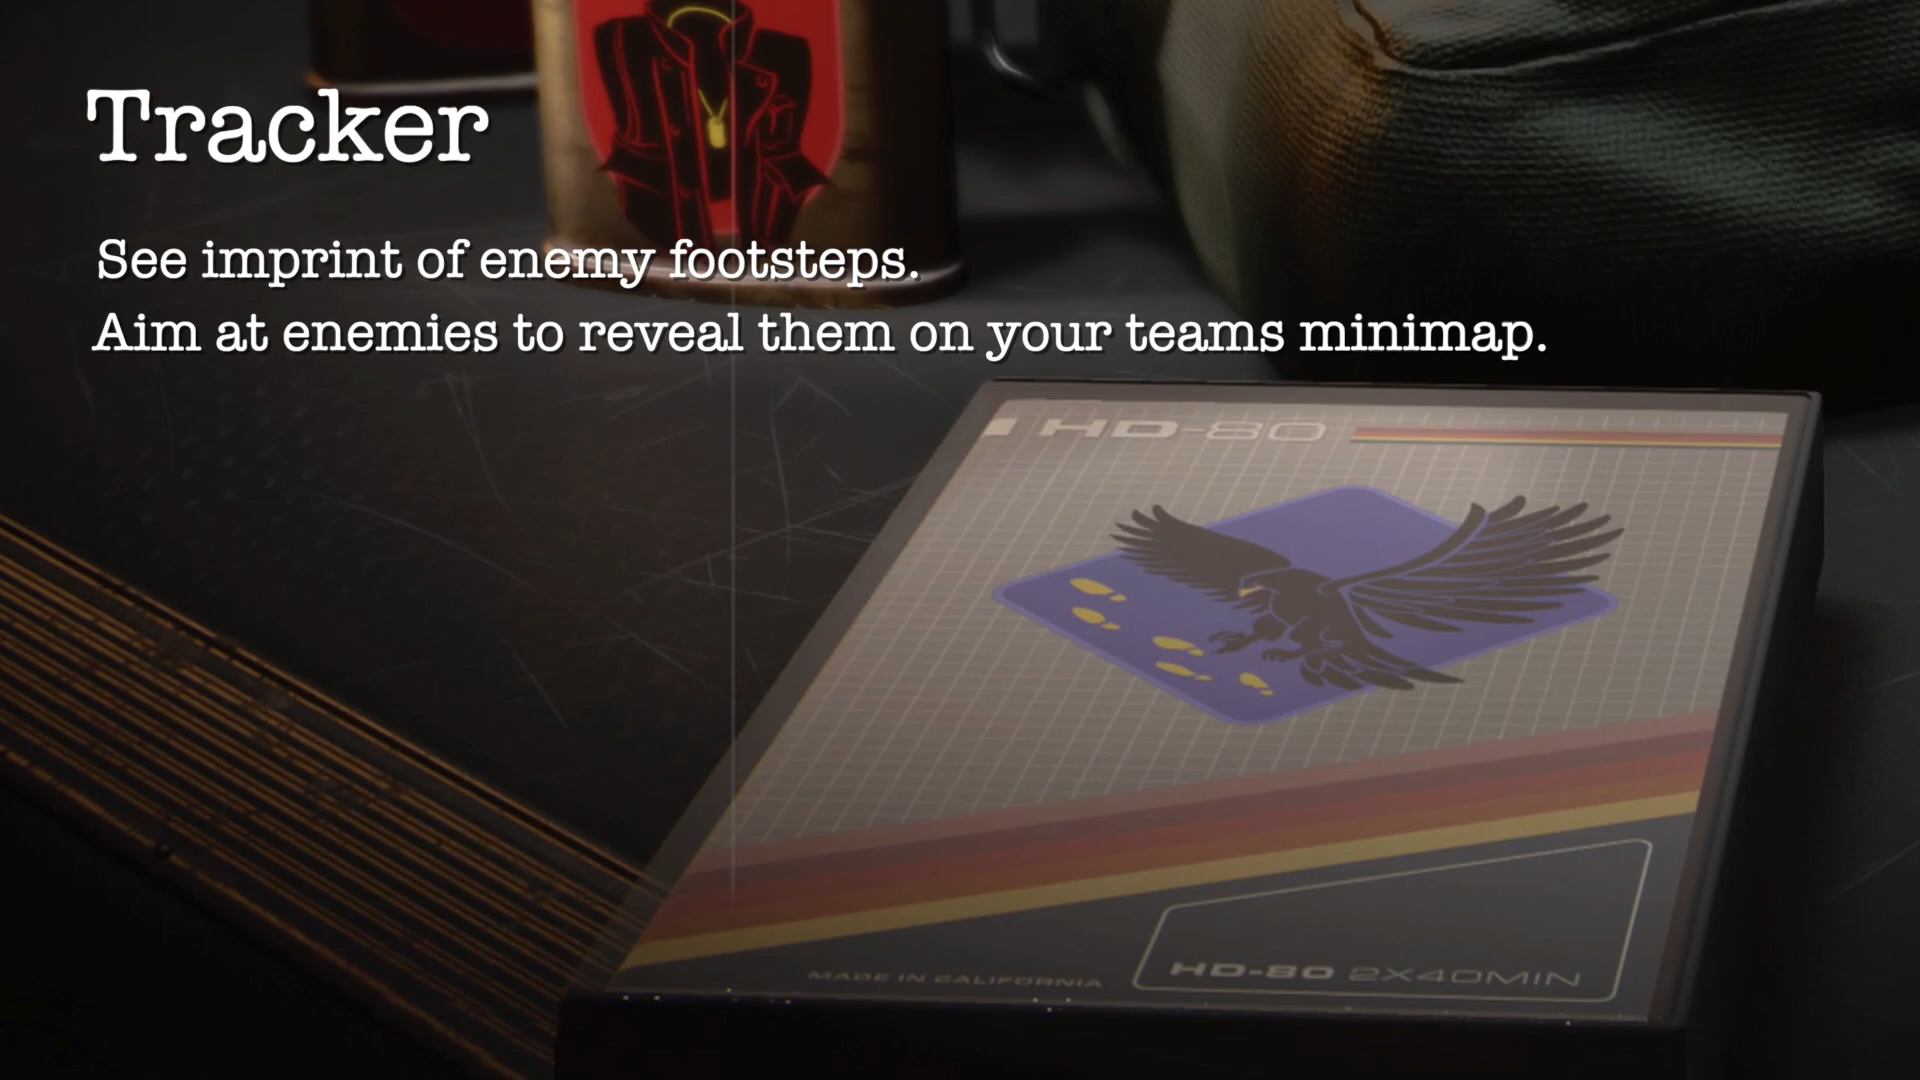 Tracker
See imprint of enemy footsteps.
Aim at enemies to reveal them on your teams minimap.
HD-80
MADE IN CALIFORNIA
HD-80 2X40MIN